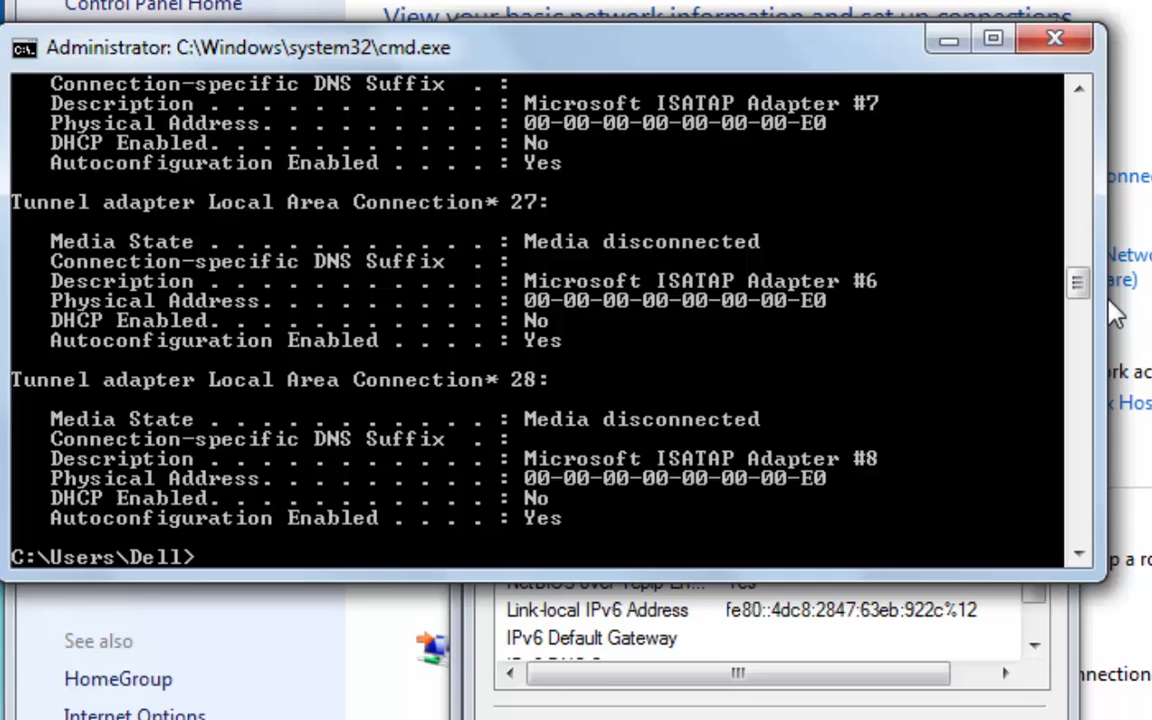 Control Panel Home
View your basic network information and set up connections
Administrator: C:\Windows\system32\cmd.exe
Connection-specific DNS Suffix . :
Description . . . . . . . . . . . : Microsoft ISATAP Adapter #7
Physical Address. . . . . . . . . : 00-00-00-00-00-00-00-E0
DHCP Enabled. . . . . . . . . . . : No
Autoconfiguration Enabled . . . . : Yes
Tunnel adapter Local Area Connection* 27:
Media State . . . . . . . . . . . : Media disconnected
Connection-specific DNS Suffix . :
Description . . . . . . . . . . . : Microsoft ISATAP Adapter #6
Physical Address. . . . . . . . . : 00-00-00-00-00-00-00-E0
DHCP Enabled. . . . . . . . . . . : No
Autoconfiguration Enabled . . . . : Yes
Tunnel adapter Local Area Connection* 28:
Media State . . . . . . . . . . . : Media disconnected
Connection-specific DNS Suffix . :
Description . . . . . . . . . . . : Microsoft ISATAP Adapter #8
Physical Address. . . . . . . . . : 00-00-00-00-00-00-00-E0
DHCP Enabled. . . . . . . . . . . : No
Autoconfiguration Enabled . . . . : Yes
C:\Users\Dell>
Link-local IPv6 Address fe80::4dc8:2847:63eb:922c%12
IPv6 Default Gateway
See also
HomeGroup
Internet Options